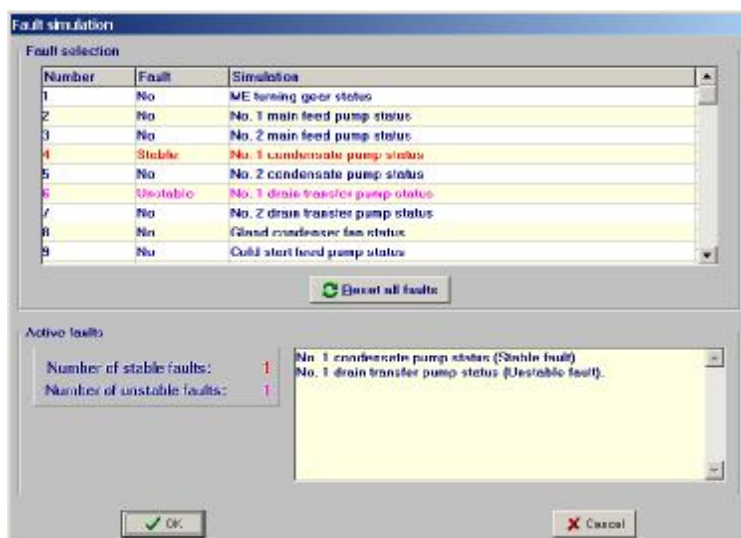 Fault simulation
Fault selection
Number Fault Simulation
1 No ME turning gear status
2 No No. 1 main feed pump status
3 No No. 2 main feed pump status
4 Stable No. 1 condensate pump status
5 No No. 2 condensate pump status
6 Unstable No. 1 drain transfer pump status
7 No No. 2 drain transfer pump status
8 No Gland condenser fan status
9 No Cold start feed pump status
Reset all faults
Active faults
Number of stable faults: 1
Number of unstable faults: 1
No. 1 condensate pump status (Stable fault)
No. 1 drain transfer pump status (Unstable fault).
OK Cancel